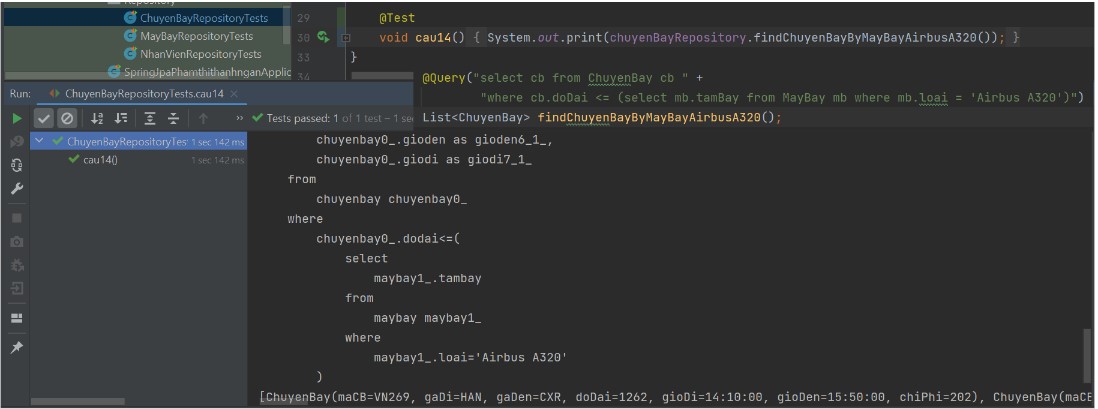 Repository
ChuyenBayRepositoryTests
MayBayRepositoryTests
NhanVienRepositoryTests
SpringJpaPhamthithanhnganApplic
29 @Test
30 void cau14() { System.out.print(chuyenBayRepository.findChuyenBayByMayBayAirbusA320()); }
33 }
34
@Query("select cb from ChuyenBay cb " +
"where cb.doDai <= (select mb.tamBay from MayBay mb where mb.loai = 'Airbus A320')")
List<ChuyenBay> findChuyenBayByMayBayAirbusA320();
Run: ChuyenBayRepositoryTests.cau14 ×
» Tests passed: 1 of 1 test – 1 sec
ChuyenBayRepositoryTes 1 sec 142 ms
cau14() 1 sec 142 ms
chuyenbay0_.gioden as gioden6_1_,
chuyenbay0_.giodi as giodi7_1_
from
chuyenbay chuyenbay0_
where
chuyenbay0_.dodai<=(
select
maybay1_.tambay
from
maybay maybay1_
where
maybay1_.loai='Airbus A320'
)
[ChuyenBay(maCB=VN269, gaDi=HAN, gaDen=CXR, doDai=1262, gioDi=14:10:00, gioDen=15:50:00, chiPhi=202), ChuyenBay(maCB